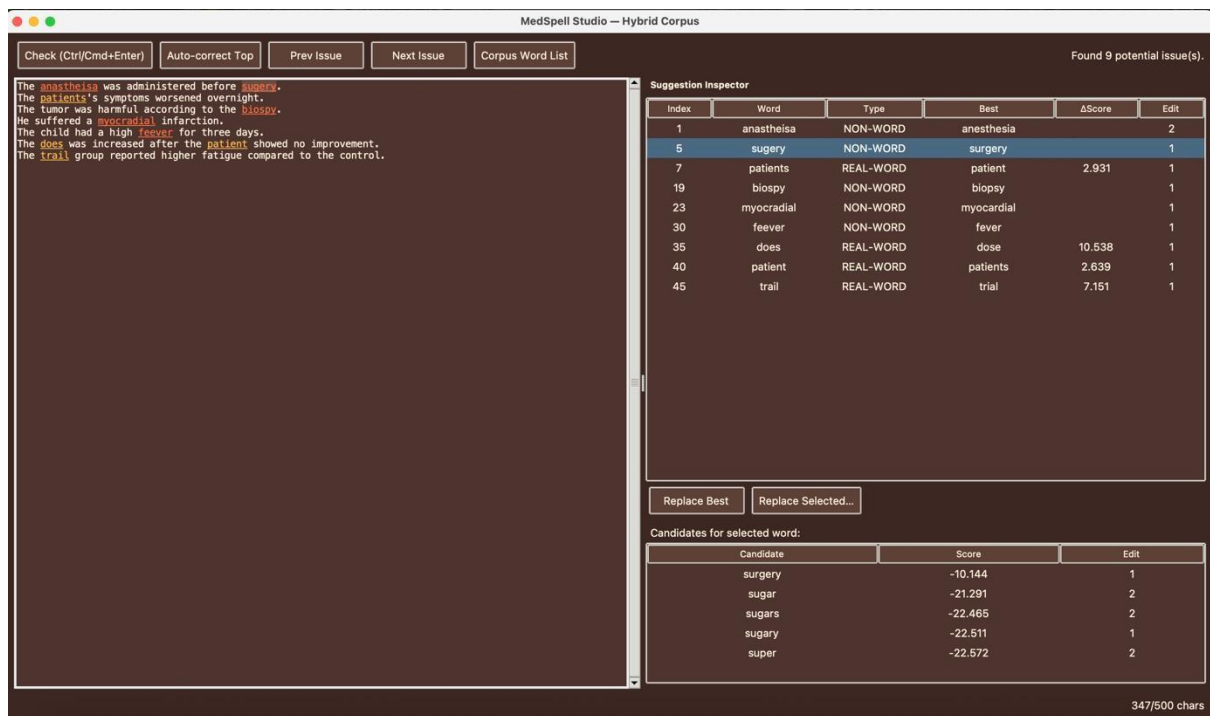 MedSpell Studio — Hybrid Corpus
Check (Ctrl/Cmd+Enter) Auto-correct Top Prev Issue Next Issue Corpus Word List Found 9 potential issue(s).
The anastheisa was administered before sugery.
The patients's symptoms worsened overnight.
The tumor was harmful according to the biospy.
He suffered a myocradial infarction.
The child had a high feever for three days.
The does was increased after the patient showed no improvement.
The trail group reported higher fatigue compared to the control.
Suggestion Inspector
Index Word Type Best ΔScore Edit
1 anastheisa NON-WORD anesthesia 2
5 sugery NON-WORD surgery 1
7 patients REAL-WORD patient 2.931 1
19 biospy NON-WORD biopsy 1
23 myocradial NON-WORD myocardial 1
30 feever NON-WORD fever 1
35 does REAL-WORD dose 10.538 1
40 patient REAL-WORD patients 2.639 1
45 trail REAL-WORD trial 7.151 1
Replace Best Replace Selected...
Candidates for selected word:
Candidate Score Edit
surgery -10.144 1
sugar -21.291 2
sugars -22.465 2
sugary -22.511 1
super -22.572 2
347/500 chars